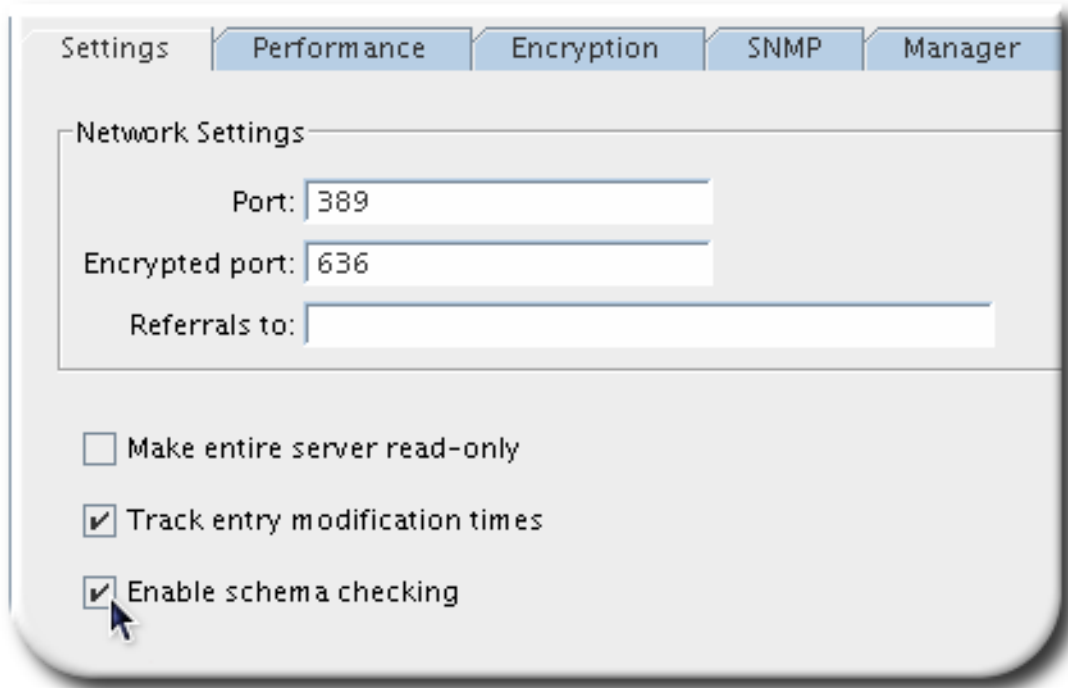 Settings Performance Encryption SNMP Manager
Network Settings
Port: 389
Encrypted port: 636
Referrals to:
Make entire server read-only
Track entry modification times
Enable schema checking